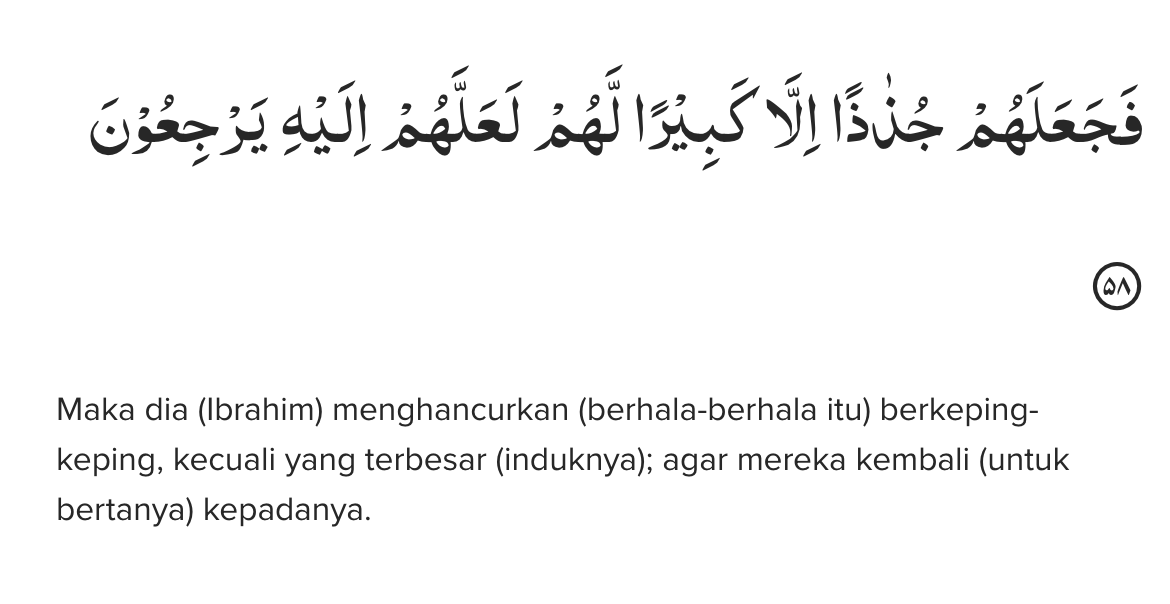 فَجَعَلَهُمْ جُذٰذًا اِلَّا كَبِيْرًا لَّهُمْ لَعَلَّهُمْ اِلَيْهِ يَرْجِعُوْنَ
۵۸
Maka dia (Ibrahim) menghancurkan (berhala-berhala itu) berkeping-
keping, kecuali yang terbesar (induknya); agar mereka kembali (untuk
bertanya) kepadanya.